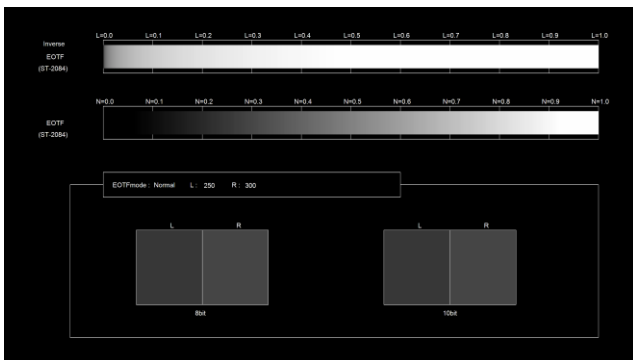 L=0.0 L=0.1 L=0.2 L=0.3 L=0.4 L=0.5 L=0.6 L=0.7 L=0.8 L=0.9 L=1.0
Inverse
EOTF
(ST-2084)
N=0.0 N=0.1 N=0.2 N=0.3 N=0.4 N=0.5 N=0.6 N=0.7 N=0.8 N=0.9 N=1.0
EOTF
(ST-2084)
EOTFmode : Normal L : 250 R : 300
L R L R
8bit 10bit